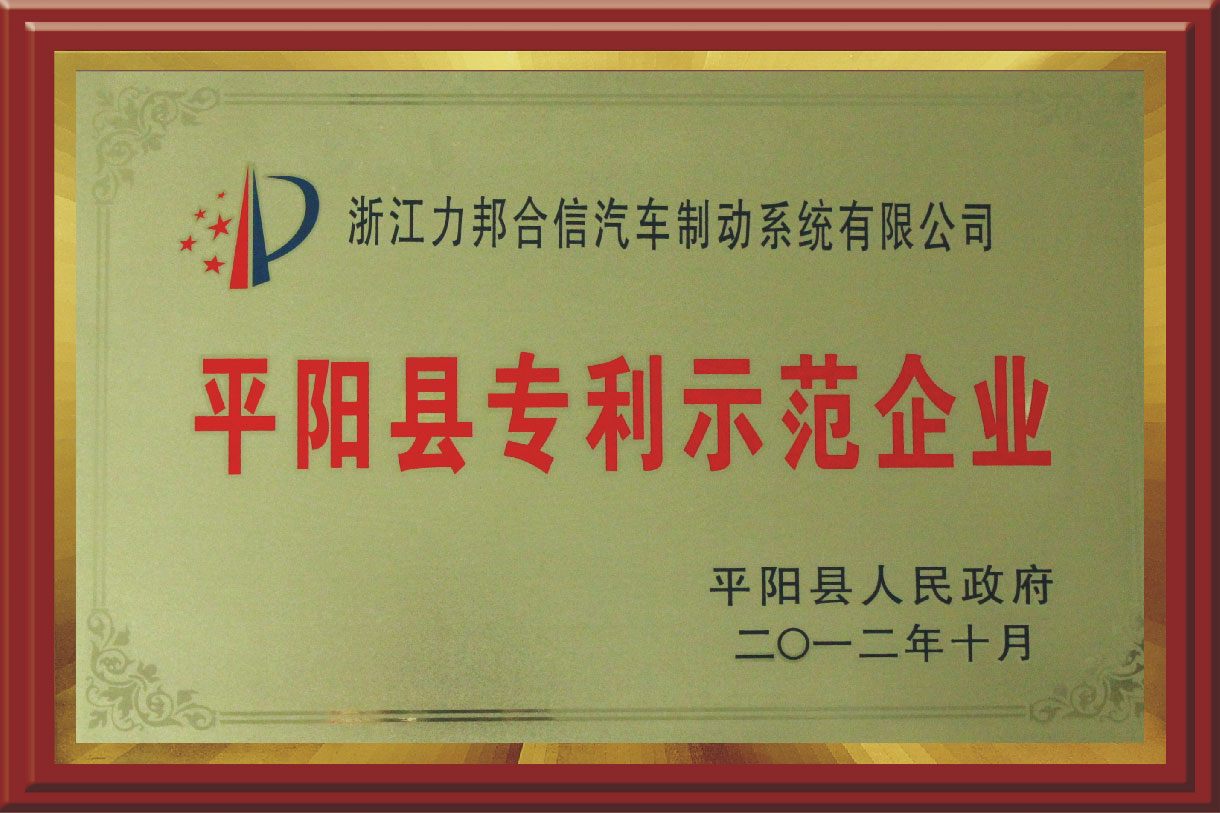 浙江力邦合信汽车制动系统有限公司
平阳县专利示范企业
平阳县人民政府
二〇一二年十月